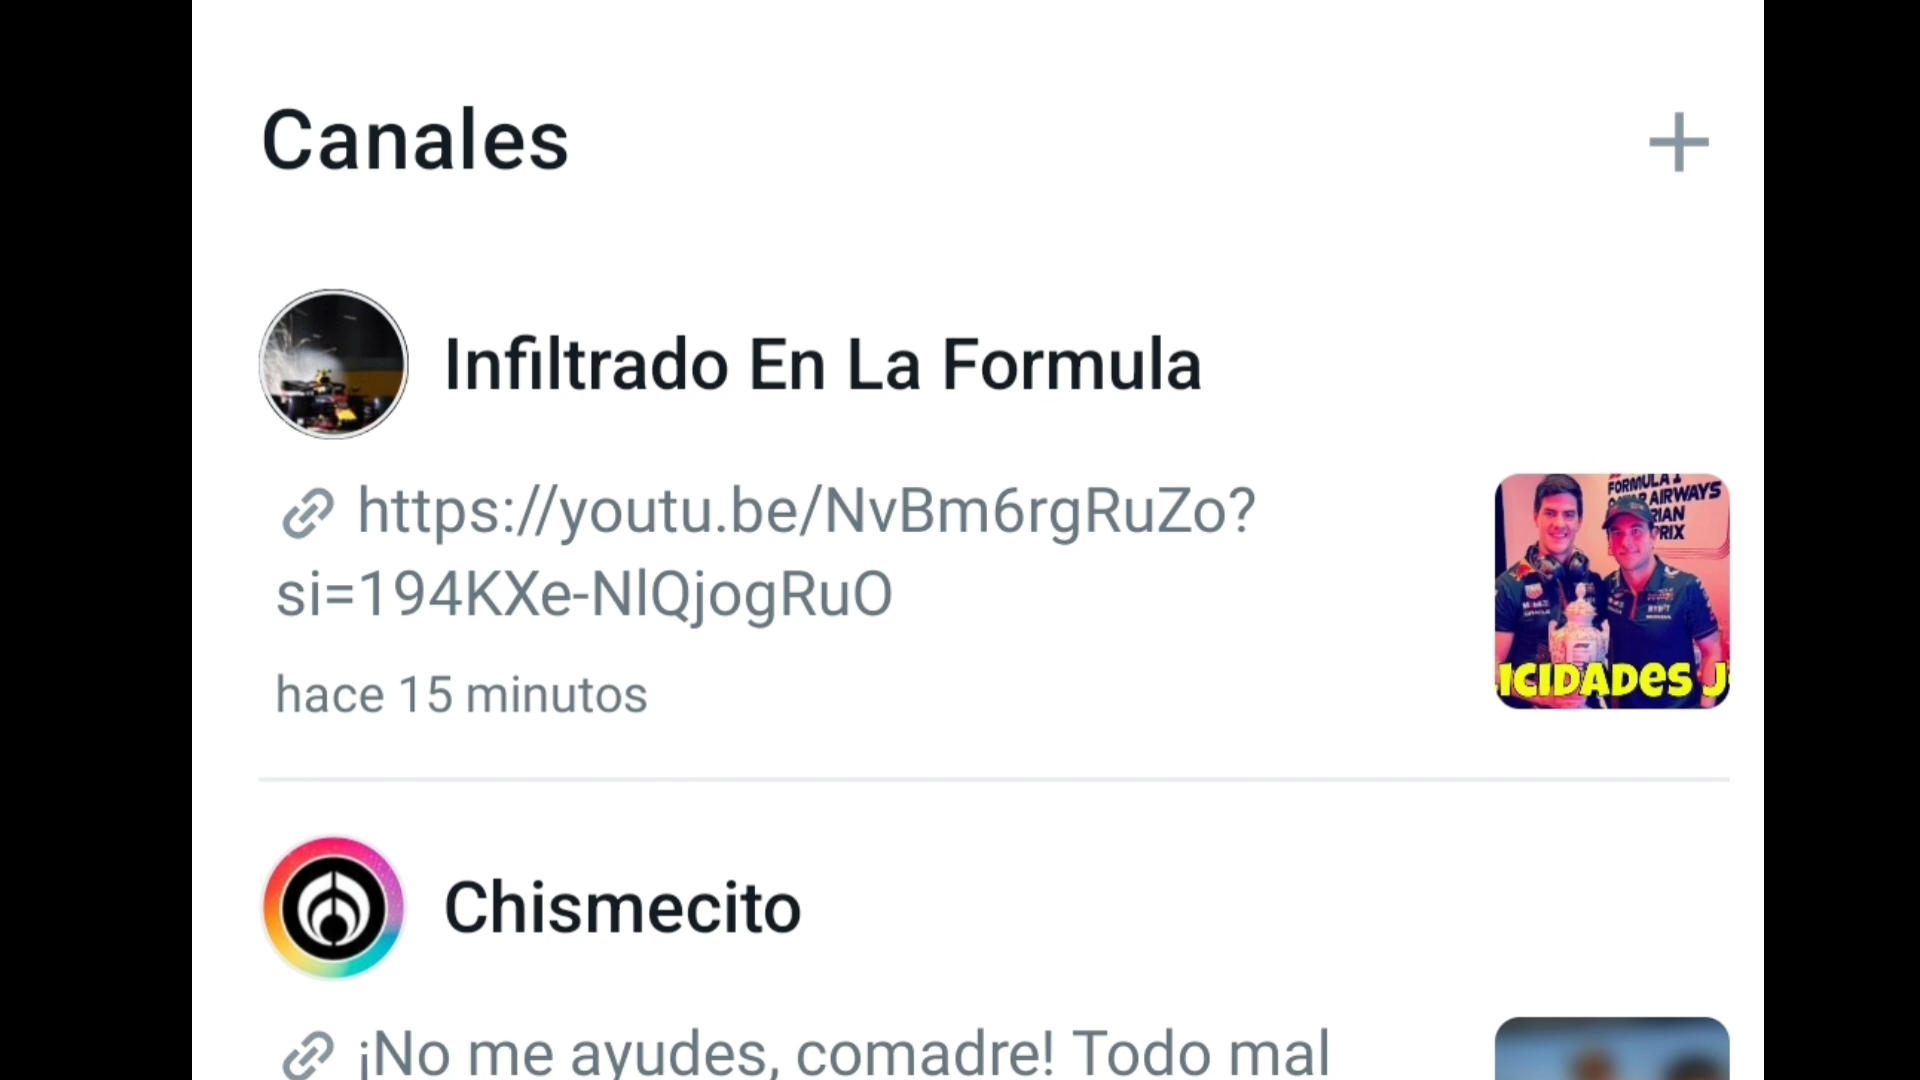 Canales
Infiltrado En La Formula
https://youtu.be/NvBm6rgRuZo?
si=194KXe-NlQjogRuO
hace 15 minutos
FORMULA 1
AIRWAYS
RIAN
PRIX
ICIDADES J
Chismecito
¡No me ayudes, comadre! Todo mal